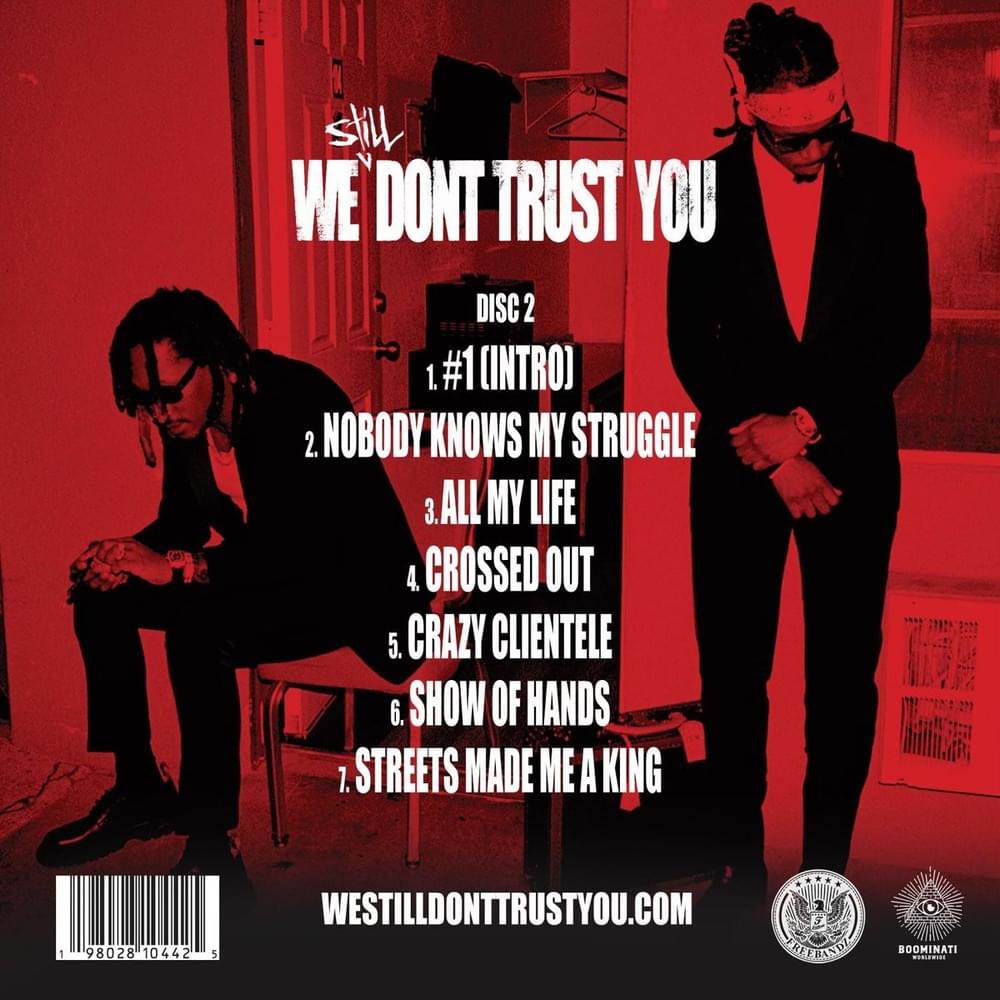 still
WE ˅ DONT TRUST YOU
DISC 2
1. #1 (INTRO)
2. NOBODY KNOWS MY STRUGGLE
3. ALL MY LIFE
4. CROSSED OUT
5. CRAZY CLIENTELE
6. SHOW OF HANDS
7. STREETS MADE ME A KING
WESTILLDONTTRUSTYOU.COM
1 98028 10442 5
FREEBANDZ
BOOMINATI
WORLDWIDE